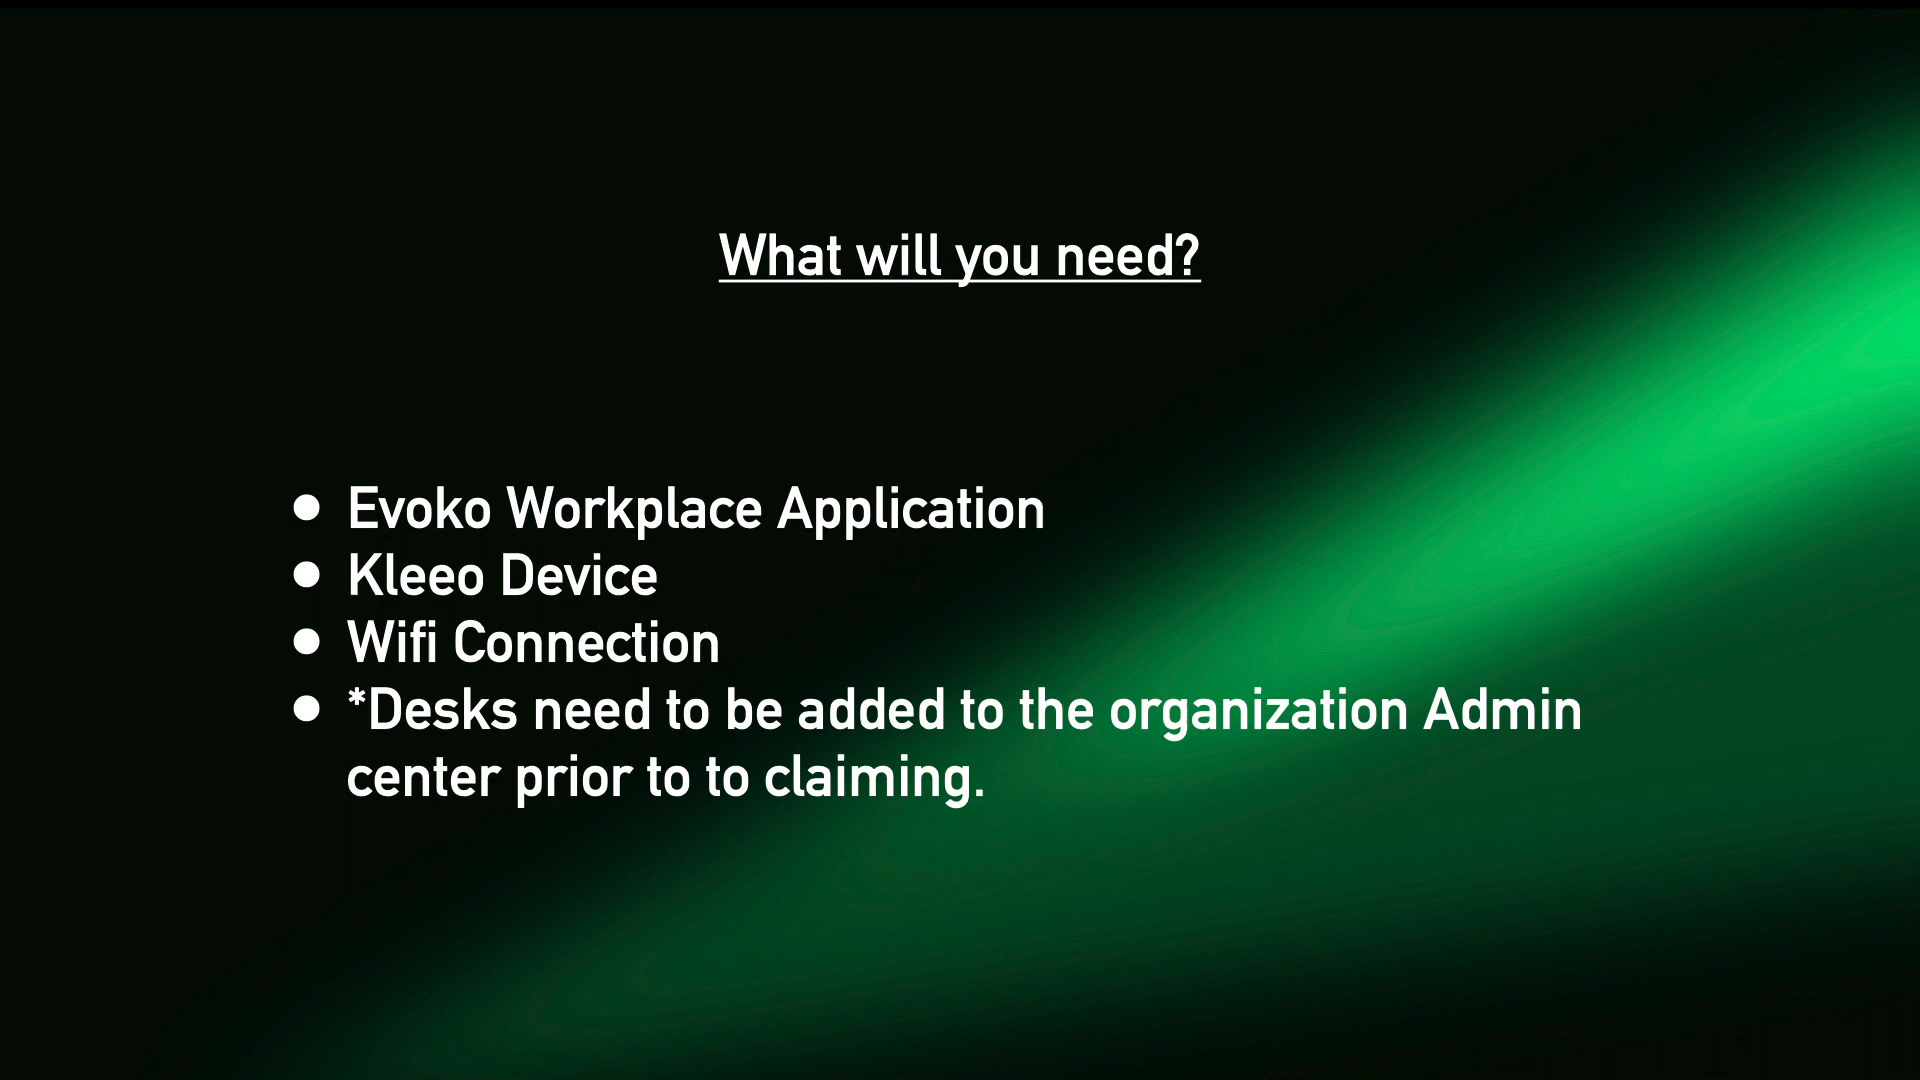 What will you need?
● Evoko Workplace Application
● Kleeo Device
● Wifi Connection
● *Desks need to be added to the organization Admin
center prior to to claiming.